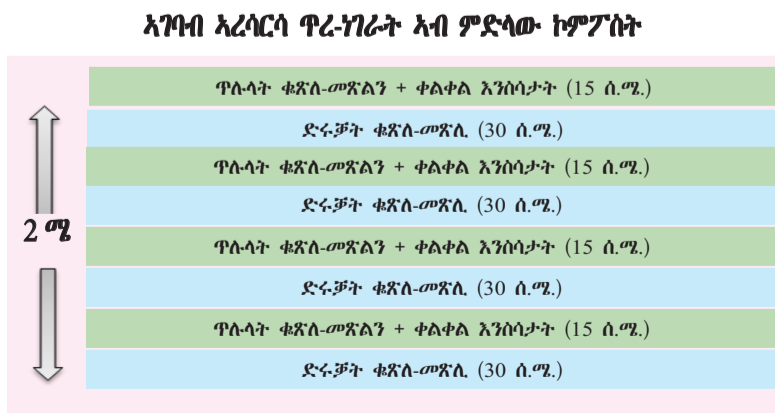 ኣገባብ ኣረሳርሳ ጥረ-ነገራት ኣብ ምድላው ኮምፖስት
ጥሉላት ቁጽለ-መጽልን + ቀልቀል እንስሳታት (15 ሰ.ሜ.)
ድሩቓት ቁጽለ-መጽሊ (30 ሰ.ሜ.)
ጥሉላት ቁጽለ-መጽልን + ቀልቀል እንስሳታት (15 ሰ.ሜ.)
ድሩቓት ቁጽለ-መጽሊ (30 ሰ.ሜ.)
2 ሜ
ጥሉላት ቁጽለ-መጽልን + ቀልቀል እንስሳታት (15 ሰ.ሜ.)
ድሩቓት ቁጽለ-መጽሊ (30 ሰ.ሜ.)
ጥሉላት ቁጽለ-መጽልን + ቀልቀል እንስሳታት (15 ሰ.ሜ.)
ድሩቓት ቁጽለ-መጽሊ (30 ሰ.ሜ.)